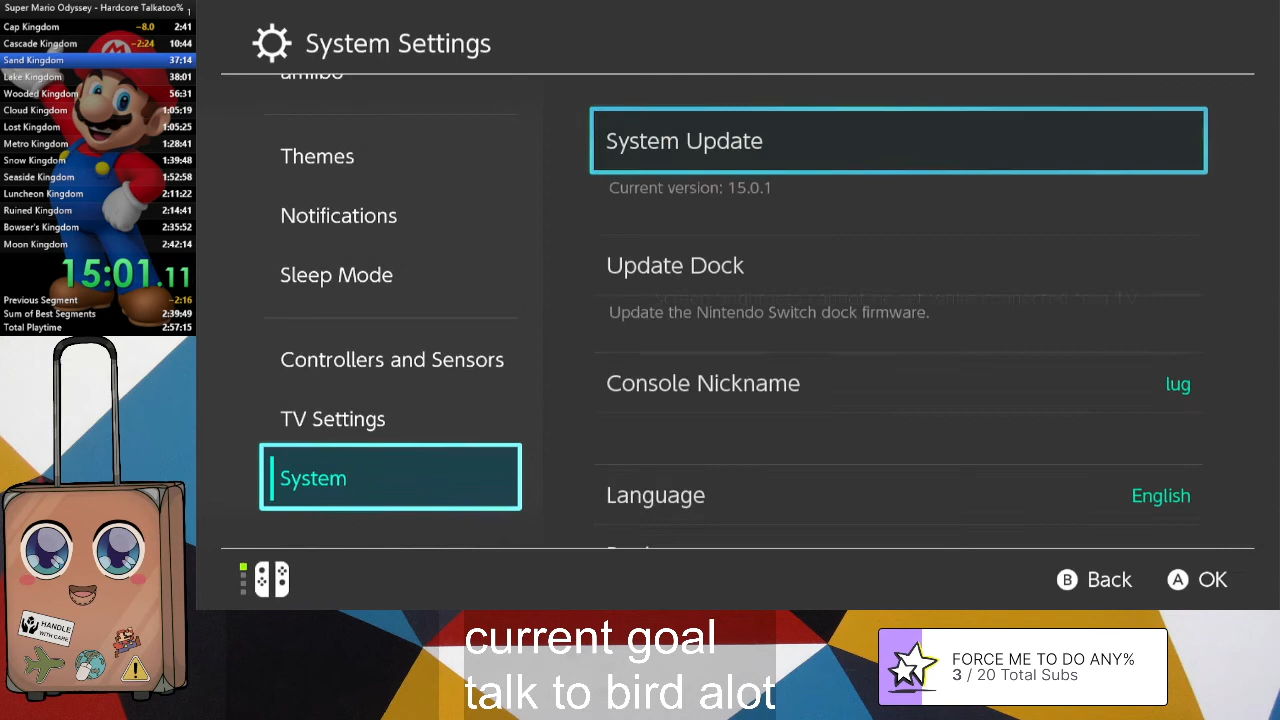 Super Mario Odyssey - Hardcore Talkatoo%
1
Cap Kingdom -8.0 2:41
Cascade Kingdom -2:24 10:44
Sand Kingdom 37:14
Lake Kingdom 38:01
Wooded Kingdom 56:31
Cloud Kingdom 1:05:19
Lost Kingdom 1:05:25
Metro Kingdom 1:28:41
Snow Kingdom 1:39:48
Seaside Kingdom 1:52:58
Luncheon Kingdom 2:11:22
Ruined Kingdom 2:14:41
Bowser's Kingdom 2:35:52
Moon Kingdom 2:42:14
15:01.11
Previous Segment -2:16
Sum of Best Segments 2:39:49
Total Playtime 2:57:15
HANDLE
WITH CARE
System Settings
amiibo
Themes
Notifications
Sleep Mode
Controllers and Sensors
TV Settings
System
System Update
Current version: 15.0.1
Update Dock
Update the Nintendo Switch dock firmware.
Console Nickname lug
Language English
B Back A OK
current goal
talk to bird alot
FORCE ME TO DO ANY%
3 / 20 Total Subs